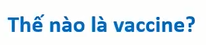 Thế nào là vaccine?